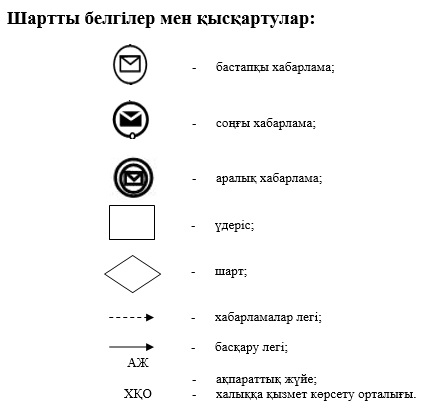 Шартты белгілер мен қысқартулар:
- бастапқы хабарлама;
- соңғы хабарлама;
- аралық хабарлама;
- үдеріс;
- шарт;
- хабарламалар легі;
- басқару легі;
АЖ
- ақпараттық жүйе;
ХҚО - халыққа қызмет көрсету орталығы.